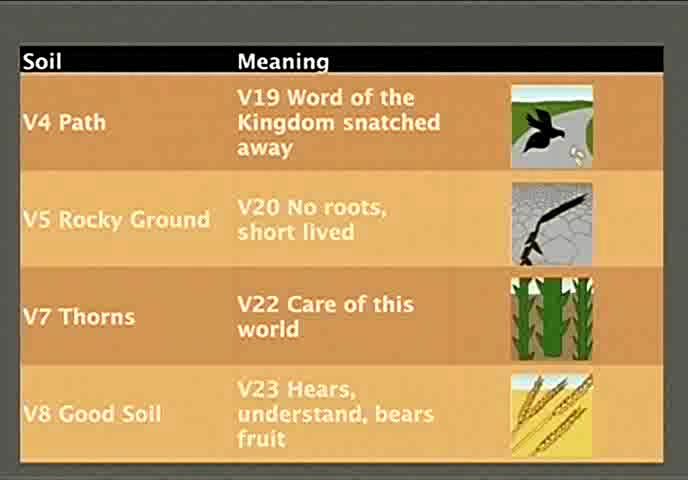 Soil Meaning
V4 Path
V19 Word of the
Kingdom snatched
away
V5 Rocky Ground
V20 No roots,
short lived
V7 Thorns
V22 Care of this
world
V8 Good Soil
V23 Hears,
understand, bears
fruit